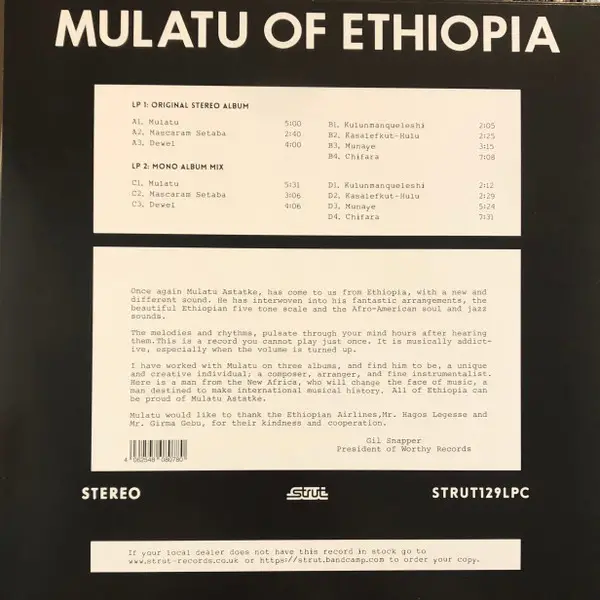 MULATU OF ETHIOPIA
LP 1: ORIGINAL STEREO ALBUM
A1. Mulatu 5:00
A2. Mascaram Setaba 2:40
A3. Dewel 4:00
B1. Kulunmanqueleshi 2:05
B2. Kasalefkut-Hulu 2:25
B3. Munaye 3:15
B4. Chifara 7:08
LP 2: MONO ALBUM MIX
C1. Mulatu 5:31
C2. Mascaram Setaba 3:06
C3. Dewel 4:06
D1. Kulunmanqueleshi 2:12
D2. Kasalefkut-Hulu 2:29
D3. Munaye 5:24
D4. Chifara 7:31
Once again Mulatu Astatke, has come to us from Ethiopia, with a new and
different sound. He has interwoven into his fantastic arrangements, the
beautiful Ethiopian five tone scale and the Afro-American soul and jazz
sounds.
The melodies and rhythms, pulsate through your mind hours after hearing
them.This is a record you cannot play just once. It is musically addict-
ive, especially when the volume is turned up.
I have worked with Mulatu on three albums, and find him to be, a unique
and creative individual; a composer, arranger, and fine instrumentalist.
Here is a man from the New Africa, who will change the face of music, a
man destined to make international musical history. All of Ethiopia can
be proud of Mulatu Astatke.
Mulatu would like to thank the Ethiopian Airlines,Mr. Hagos Legesse and
Mr. Girma Gebu, for their kindness and cooperation.
Gil Snapper
President of Worthy Records
4 062548 080780
STEREO
Strut
STRUT129LPC
If your local dealer does not have this record in stock go to
www.strut-records.co.uk or https://strut.bandcamp.com to order your copy.